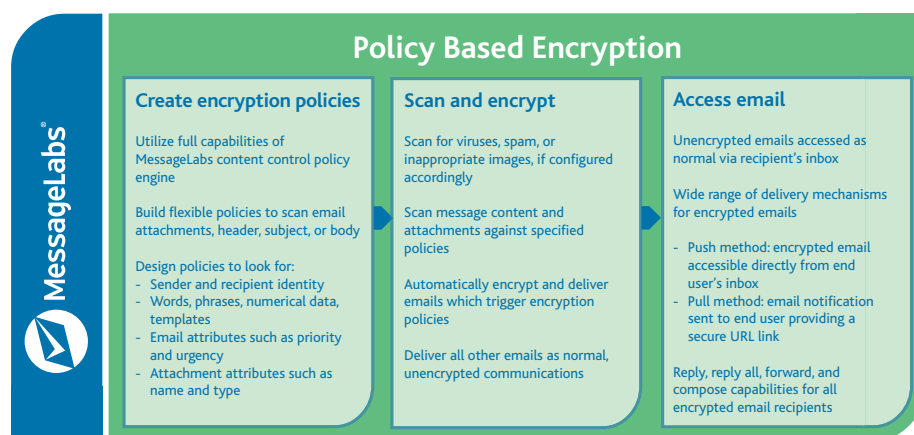 MessageLabs®
Policy Based Encryption
Create encryption policies
Utilize full capabilities of
MessageLabs content control policy
engine
Build flexible policies to scan email
attachments, header, subject, or body
Design policies to look for:
- Sender and recipient identity
- Words, phrases, numerical data,
templates
- Email attributes such as priority
and urgency
- Attachment attributes such as
name and type
Scan and encrypt
Scan for viruses, spam, or
inappropriate images, if configured
accordingly
Scan message content and
attachments against specified
policies
Automatically encrypt and deliver
emails which trigger encryption
policies
Deliver all other emails as normal,
unencrypted communications
Access email
Unencrypted emails accessed as
normal via recipient's inbox
Wide range of delivery mechanisms
for encrypted emails
- Push method: encrypted email
accessible directly from end
user's inbox
- Pull method: email notification
sent to end user providing a
secure URL link
Reply, reply all, forward, and
compose capabilities for all
encrypted email recipients